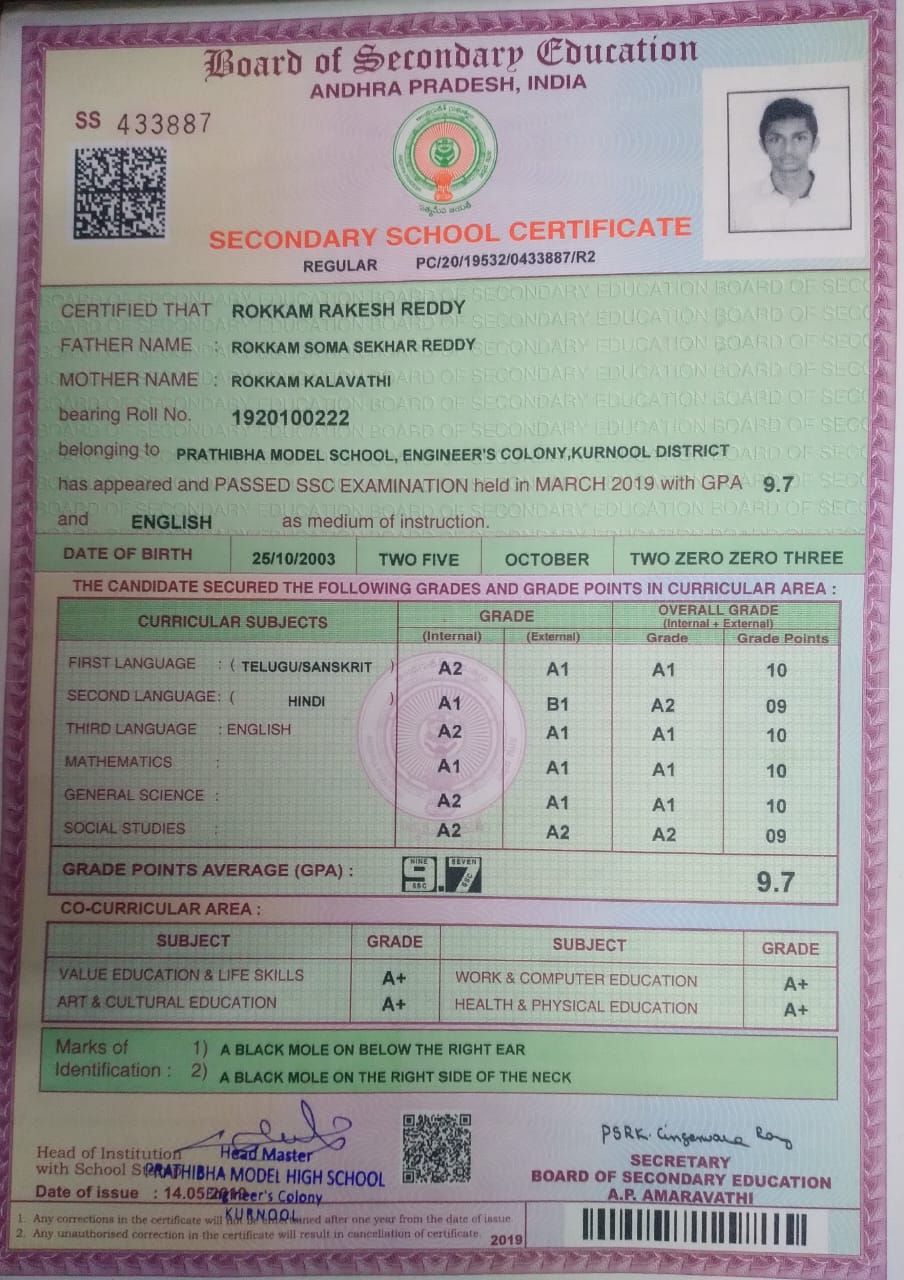 Board of Secondary Education
ANDHRA PRADESH, INDIA
SS 433887
SECONDARY SCHOOL CERTIFICATE
REGULAR PC/20/19532/0433887/R2
CERTIFIED THAT ROKKAM RAKESH REDDY
FATHER NAME : ROKKAM SOMA SEKHAR REDDY
MOTHER NAME : ROKKAM KALAVATHI
bearing Roll No. 1920100222
belonging to PRATHIBHA MODEL SCHOOL, ENGINEER'S COLONY,KURNOOL DISTRICT
has appeared and PASSED SSC EXAMINATION held in MARCH 2019 with GPA 9.7
and ENGLISH as medium of instruction.
DATE OF BIRTH 25/10/2003 TWO FIVE OCTOBER TWO ZERO ZERO THREE
THE CANDIDATE SECURED THE FOLLOWING GRADES AND GRADE POINTS IN CURRICULAR AREA :
CURRICULAR SUBJECTS GRADE OVERALL GRADE
(Internal + External)
(Internal) (External) Grade Grade Points
FIRST LANGUAGE : ( TELUGU/SANSKRIT ) A2 A1 A1 10
SECOND LANGUAGE : ( HINDI ) A1 B1 A2 09
THIRD LANGUAGE : ENGLISH A2 A1 A1 10
MATHEMATICS : A1 A1 A1 10
GENERAL SCIENCE : A2 A1 A1 10
SOCIAL STUDIES : A2 A2 A2 09
GRADE POINTS AVERAGE (GPA) : NINE 9 SSC . SEVEN 7 SSC 9.7
CO-CURRICULAR AREA :
SUBJECT GRADE SUBJECT GRADE
VALUE EDUCATION & LIFE SKILLS A+ WORK & COMPUTER EDUCATION A+
ART & CULTURAL EDUCATION A+ HEALTH & PHYSICAL EDUCATION A+
Marks of 1) A BLACK MOLE ON BELOW THE RIGHT EAR
Identification : 2) A BLACK MOLE ON THE RIGHT SIDE OF THE NECK
Head of Institution
with School
Head Master
PRATHIBHA MODEL HIGH SCHOOL
Engineer's Colony
KURNOOL
Date of issue : 14.05.2019
SECRETARY
BOARD OF SECONDARY EDUCATION
A.P. AMARAVATHI
1. Any corrections in the certificate will not be entertained after one year from the date of issue.
2. Any unauthorised correction in the certificate will result in cancellation of certificate. 2019